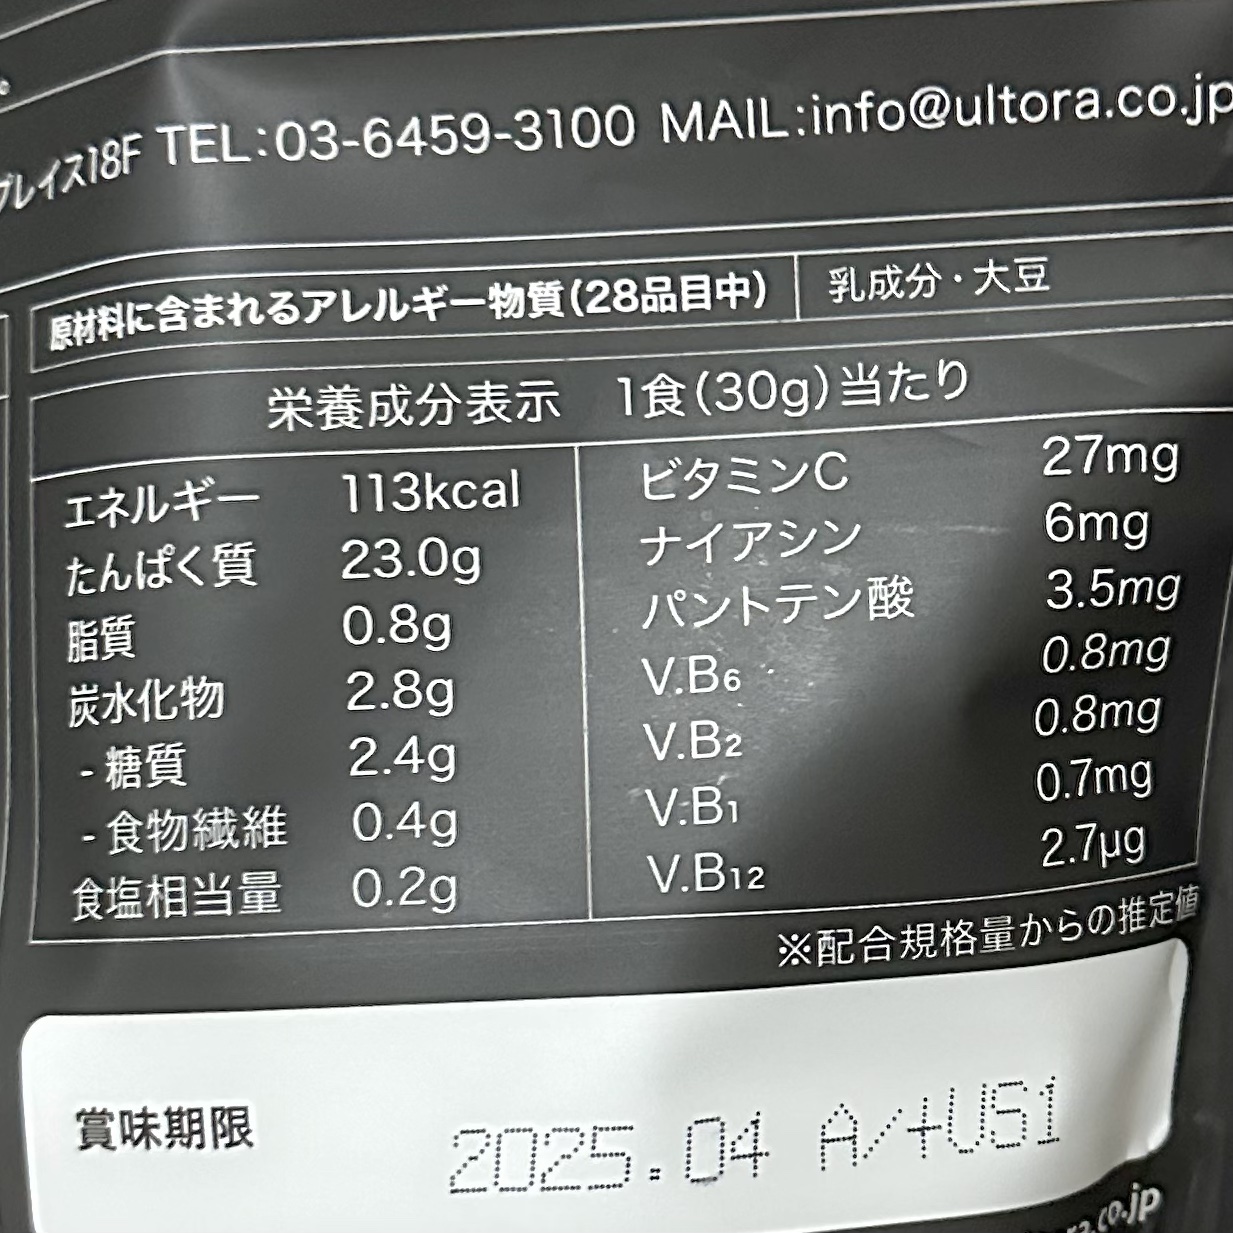 プレイス18F TEL:03-6459-3100 MAIL:info@ultora.co.jp
原材料に含まれるアレルギー物質(28品目中) 乳成分・大豆
栄養成分表示 1食(30g)当たり
エネルギー 113kcal
たんぱく質 23.0g
脂質 0.8g
炭水化物 2.8g
- 糖質 2.4g
- 食物繊維 0.4g
食塩相当量 0.2g
ビタミンC 27mg
ナイアシン 6mg
パントテン酸 3.5mg
V.B6 0.8mg
V.B2 0.8mg
V.B1 0.7mg
V.B12 2.7μg
※配合規格量からの推定値
賞味期限 2025.04 A/+US1
.co.jp